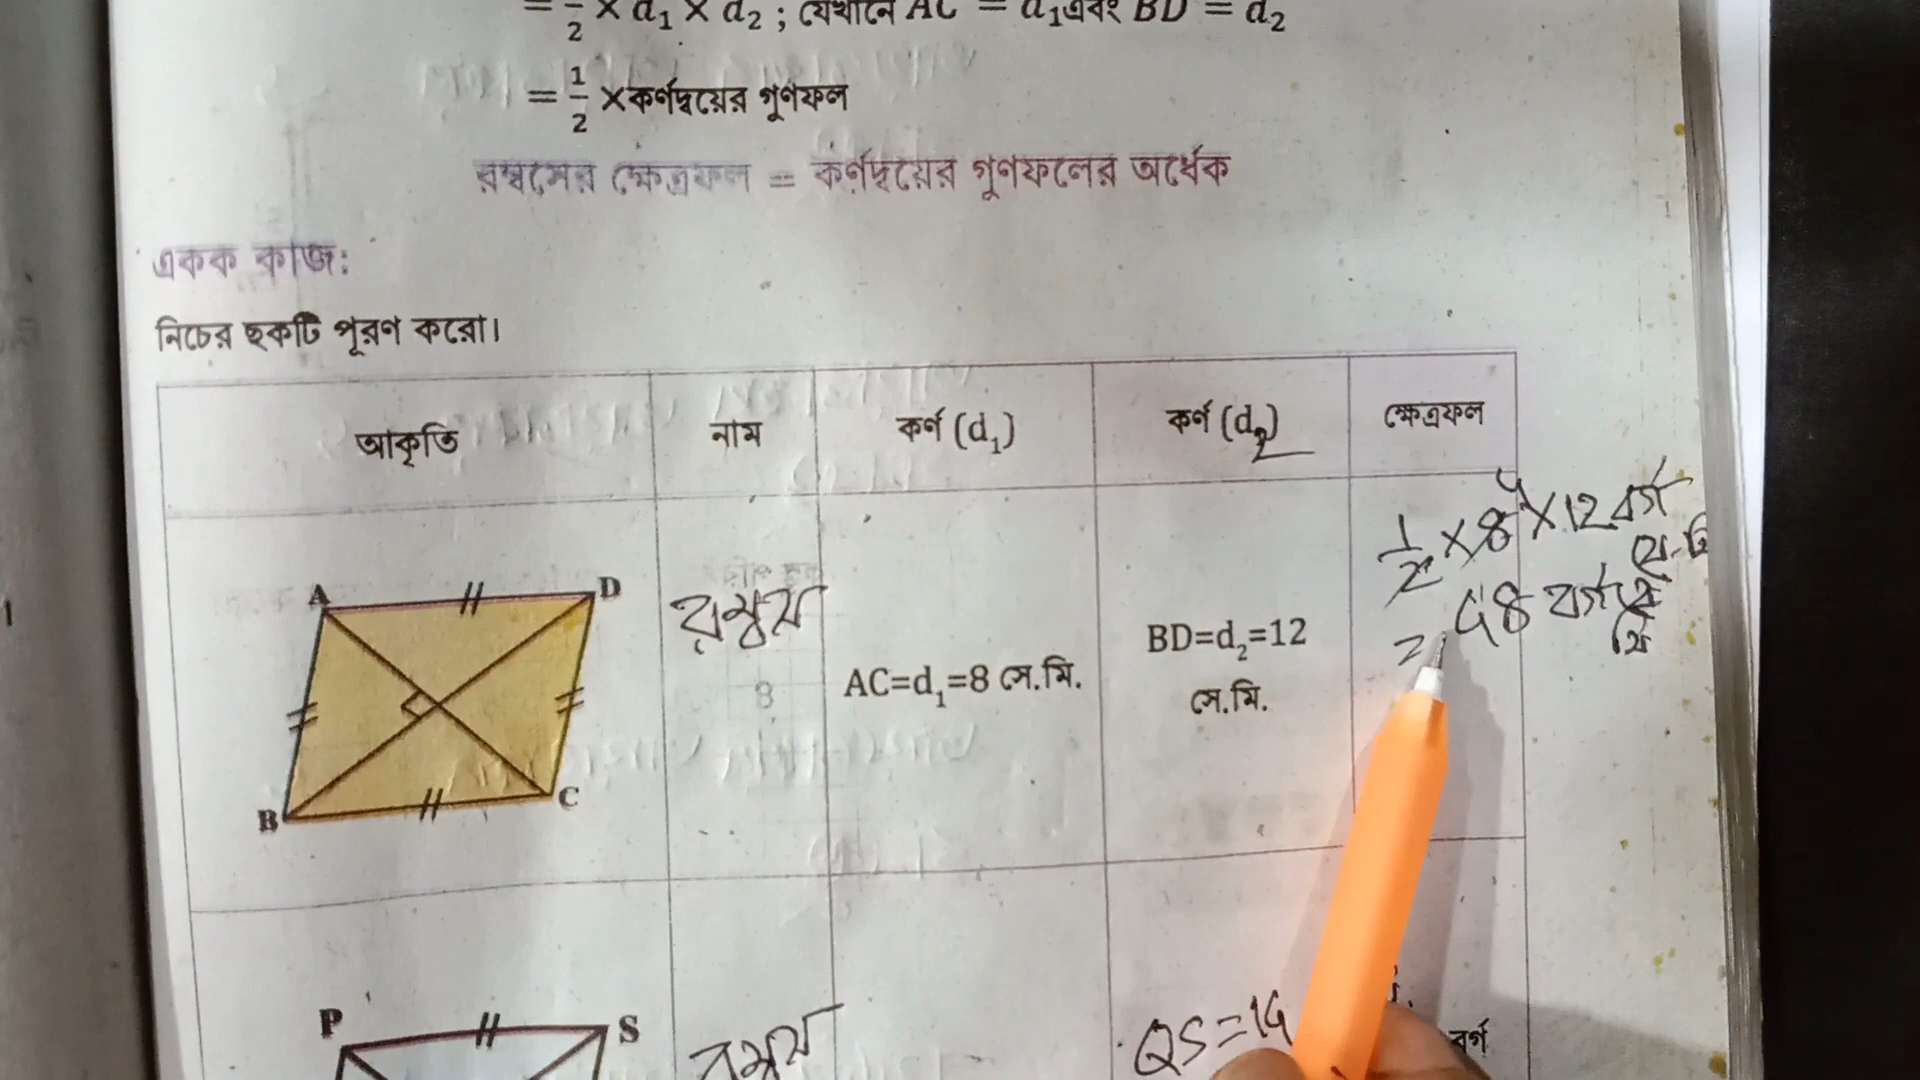 = 1/2 × d₁ × d₂ ; যেখানে AC = d₁এবং BD = d₂
= 1/2 ×কর্ণদ্বয়ের গুণফল
রম্বসের ক্ষেত্রফল = কর্ণদ্বয়ের গুণফলের অর্ধেক
একক কাজ:
নিচের ছকটি পূরণ করো।
আকৃতি নাম কর্ণ (d₁) কর্ণ (d₂) ক্ষেত্রফল
1/2 × 8 4 × 12 বর্গ
সে.মি
= 48 বর্গ সে
মি
A D
রম্বস
AC=d₁=8 সে.মি.
BD=d₂=12
সে.মি.
B C
P S
রম্বস
QS=14
বর্গ